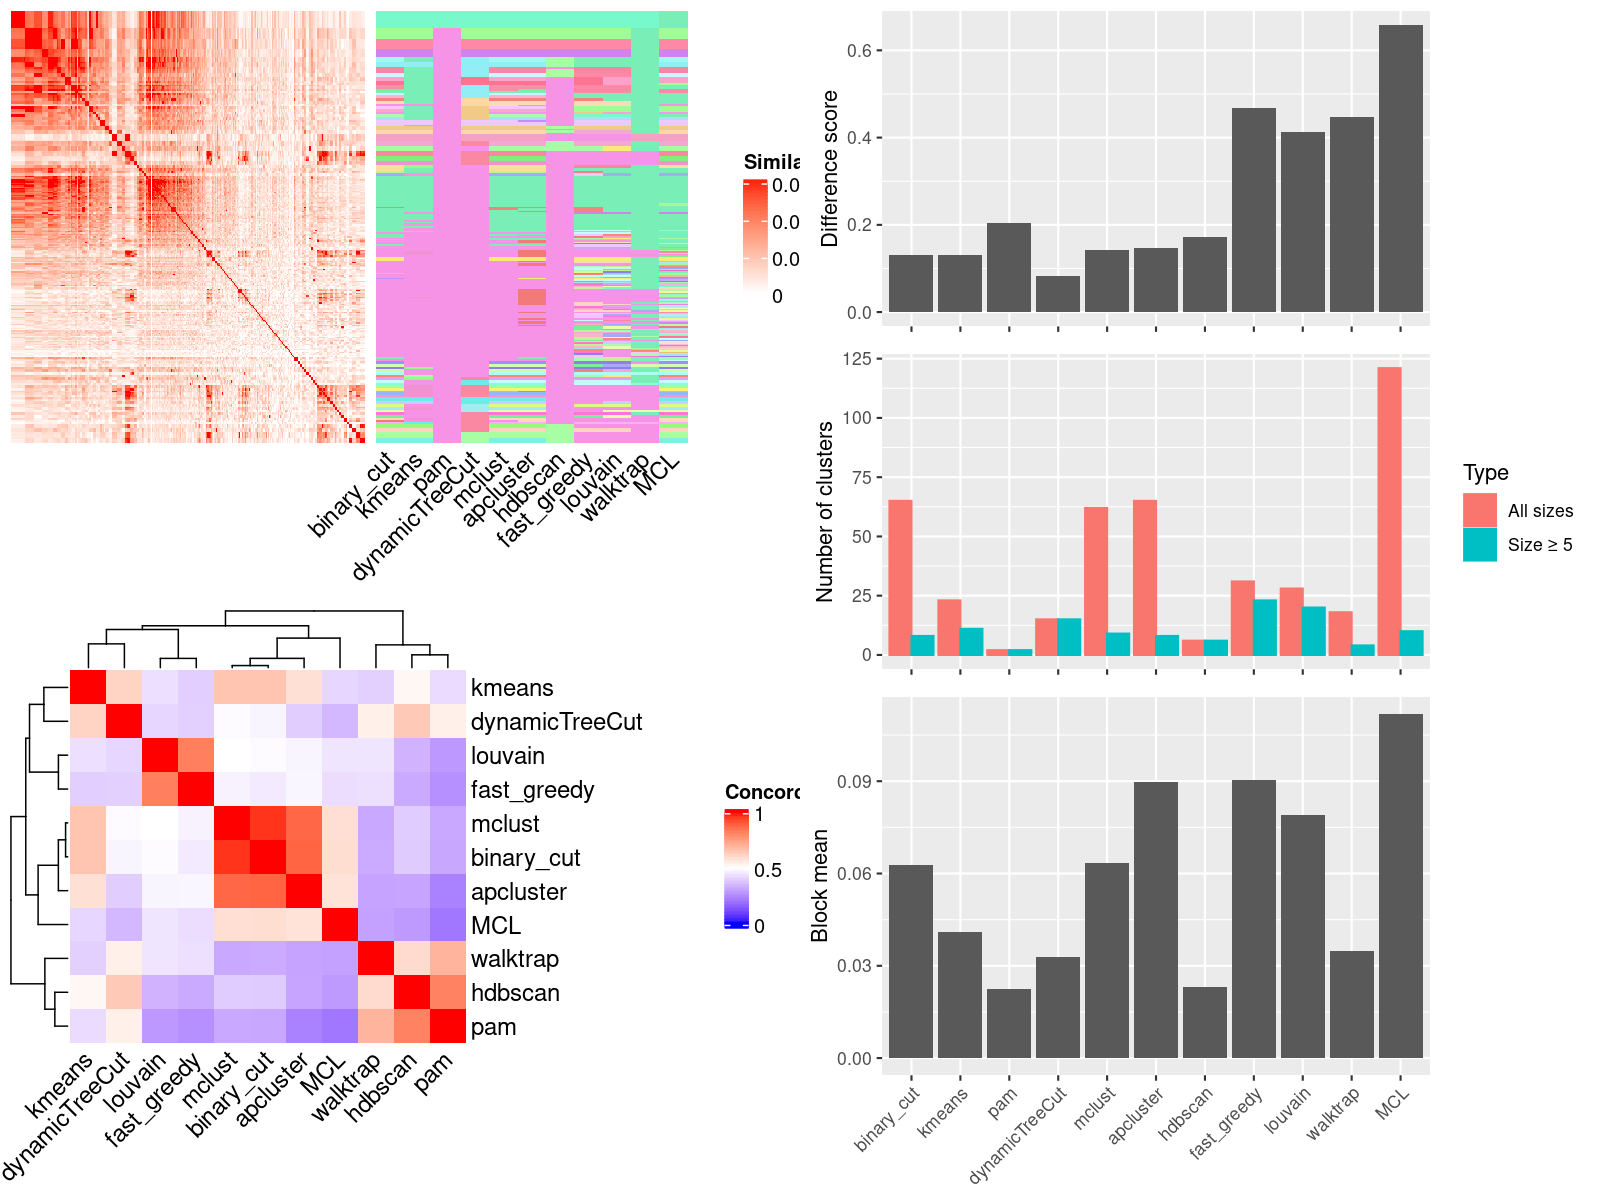 Simila
0.0
0.0
0.0
0
binary_cut
kmeans
pam
dynamicTreeCut
mclust
apcluster
hdbscan
fast_greedy
louvain
walktrap
MCL
kmeans
dynamicTreeCut
louvain
fast_greedy
mclust
binary_cut
apcluster
MCL
walktrap
hdbscan
pam
kmeans
dynamicTreeCut
louvain
fast_greedy
mclust
binary_cut
apcluster
MCL
walktrap
hdbscan
pam
Concord
1
0.5
0
Difference score
0.6
0.4
0.2
0.0
Number of clusters
125
100
75
50
25
0
Type
All sizes
Size ≥ 5
Block mean
0.09
0.06
0.03
0.00
binary_cut
kmeans
pam
dynamicTreeCut
mclust
apcluster
hdbscan
fast_greedy
louvain
walktrap
MCL